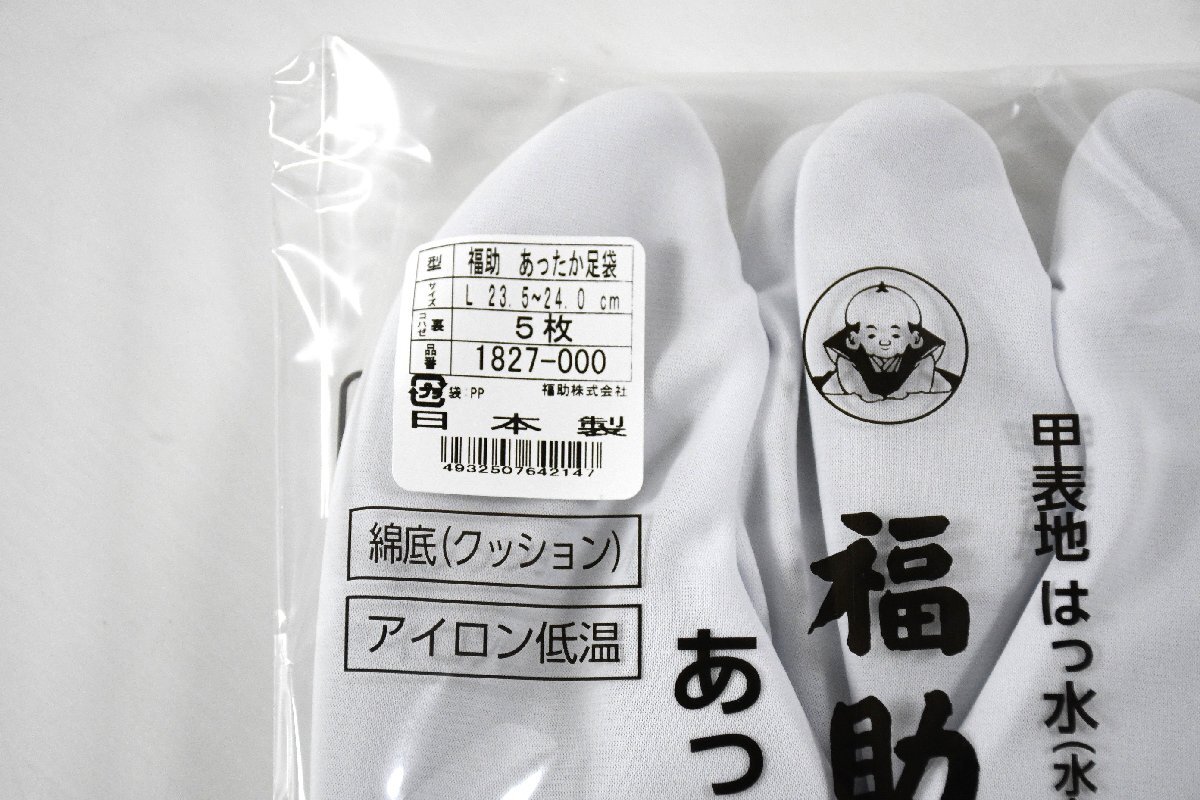 型 福助 あったか足袋
サイズ L 23.5~24.0 cm
コハゼ 裏 5枚
品番 1827-000
プラ 袋:PP 福助株式会社
日本製
4932507642147
綿底(クッション)
アイロン低温
あっ
福助
甲表地 はっ水(水